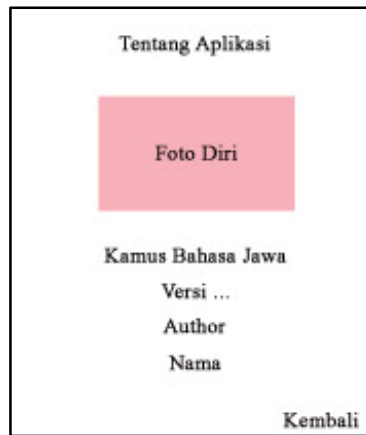 Tentang Aplikasi
Foto Diri
Kamus Bahasa Jawa
Versi ...
Author
Nama
Kembali